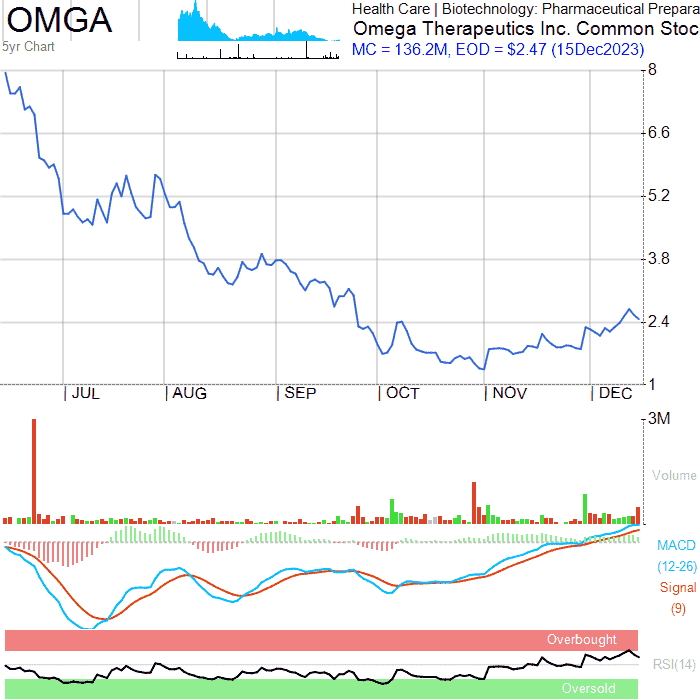 OMGA
5yr Chart
Health Care | Biotechnology: Pharmaceutical Prepara
Omega Therapeutics Inc. Common Stoc
MC = 136.2M, EOD = $2.47 (15Dec2023)
8
6.6
5.2
3.8
2.4
1
JUL AUG SEP OCT NOV DEC
3M
Volume
MACD
(12-26)
Signal
(9)
Overbought
RSI(14)
Oversold